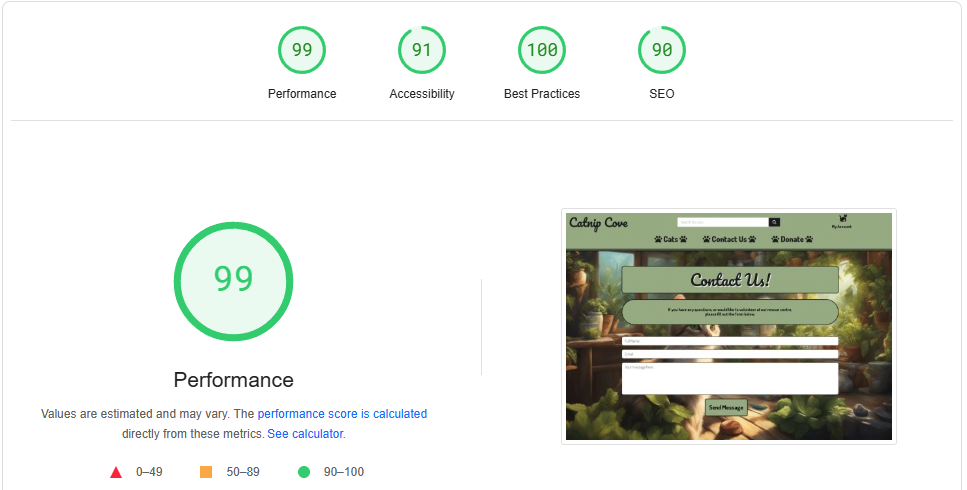 99
91
100
90
Performance
Accessibility
Best Practices
SEO
99
Performance
Values are estimated and may vary. The performance score is calculated
directly from these metrics. See calculator.
0–49
50–89
90–100
Catnip Cove
My Account
Cats
Contact Us
Donate
Contact Us!
If you have any questions, or would like to volunteer at our rescue centre,
please fill out the form below.
Full Name
Email
Your message here
Send Message